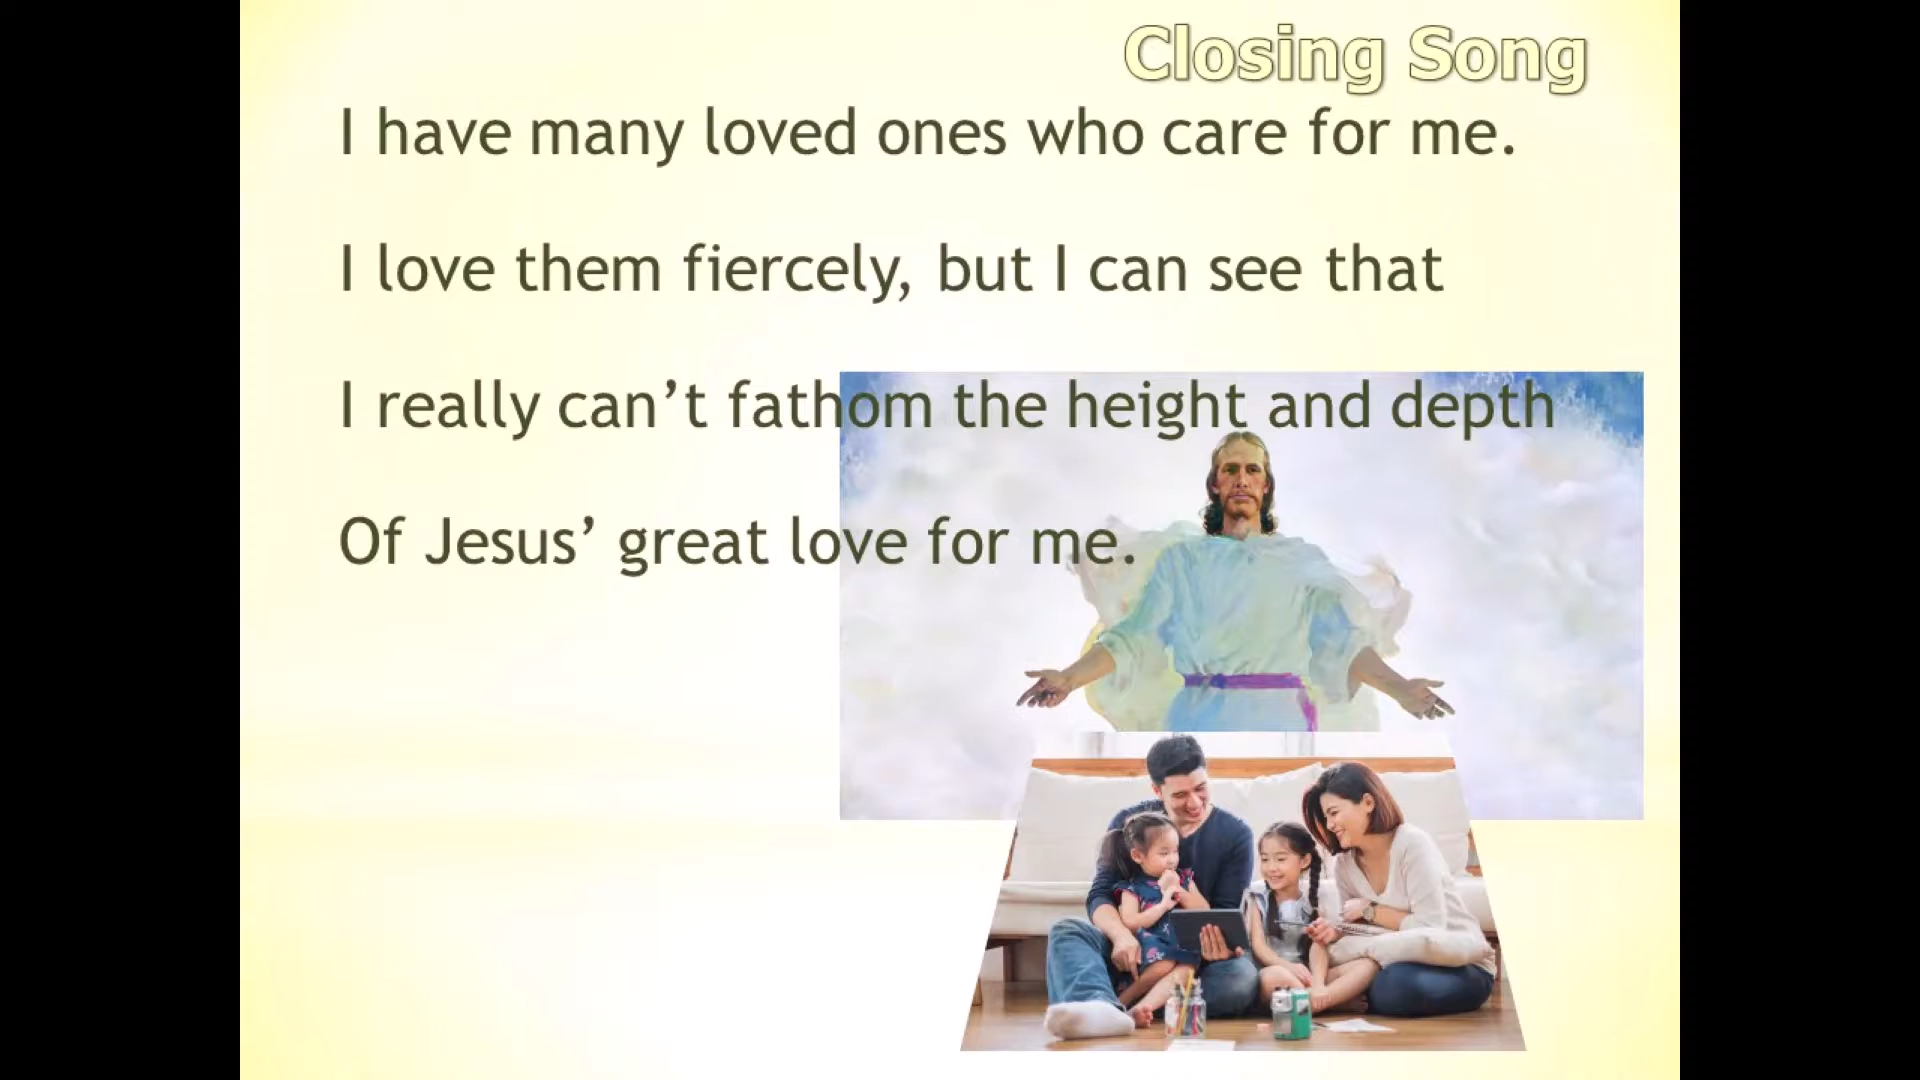 Closing Song
I have many loved ones who care for me.
I love them fiercely, but I can see that
I really can’t fathom the height and depth
Of Jesus’ great love for me.